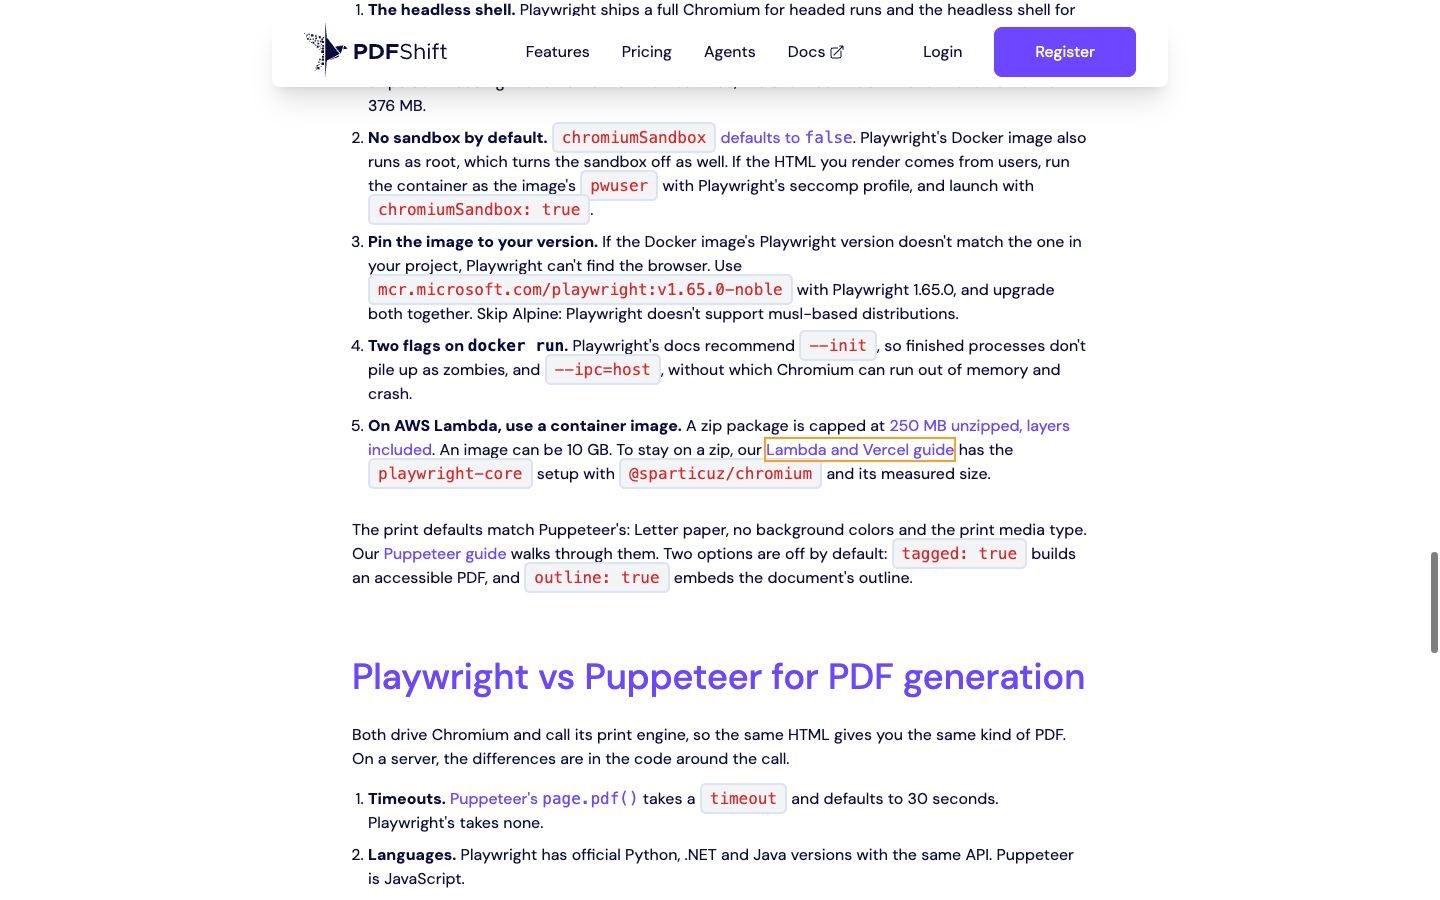 1. The headless shell. Playwright ships a full Chromium for headed runs and the headless shell for
PDFShift
Features
Pricing
Agents
Docs
Login
Register
376 MB.
2. No sandbox by default. chromiumSandbox defaults to false. Playwright's Docker image also
runs as root, which turns the sandbox off as well. If the HTML you render comes from users, run
the container as the image's pwuser with Playwright's seccomp profile, and launch with
chromiumSandbox: true.
3. Pin the image to your version. If the Docker image's Playwright version doesn't match the one in
your project, Playwright can't find the browser. Use
mcr.microsoft.com/playwright:v1.65.0-noble with Playwright 1.65.0, and upgrade
both together. Skip Alpine: Playwright doesn't support musl-based distributions.
4. Two flags on docker run. Playwright's docs recommend --init, so finished processes don't
pile up as zombies, and --ipc=host, without which Chromium can run out of memory and
crash.
5. On AWS Lambda, use a container image. A zip package is capped at 250 MB unzipped, layers
included. An image can be 10 GB. To stay on a zip, our Lambda and Vercel guide has the
playwright-core setup with @sparticuz/chromium and its measured size.
The print defaults match Puppeteer's: Letter paper, no background colors and the print media type.
Our Puppeteer guide walks through them. Two options are off by default: tagged: true builds
an accessible PDF, and outline: true embeds the document's outline.
Playwright vs Puppeteer for PDF generation
Both drive Chromium and call its print engine, so the same HTML gives you the same kind of PDF.
On a server, the differences are in the code around the call.
1. Timeouts. Puppeteer's page.pdf() takes a timeout and defaults to 30 seconds.
Playwright's takes none.
2. Languages. Playwright has official Python, .NET and Java versions with the same API. Puppeteer
is JavaScript.